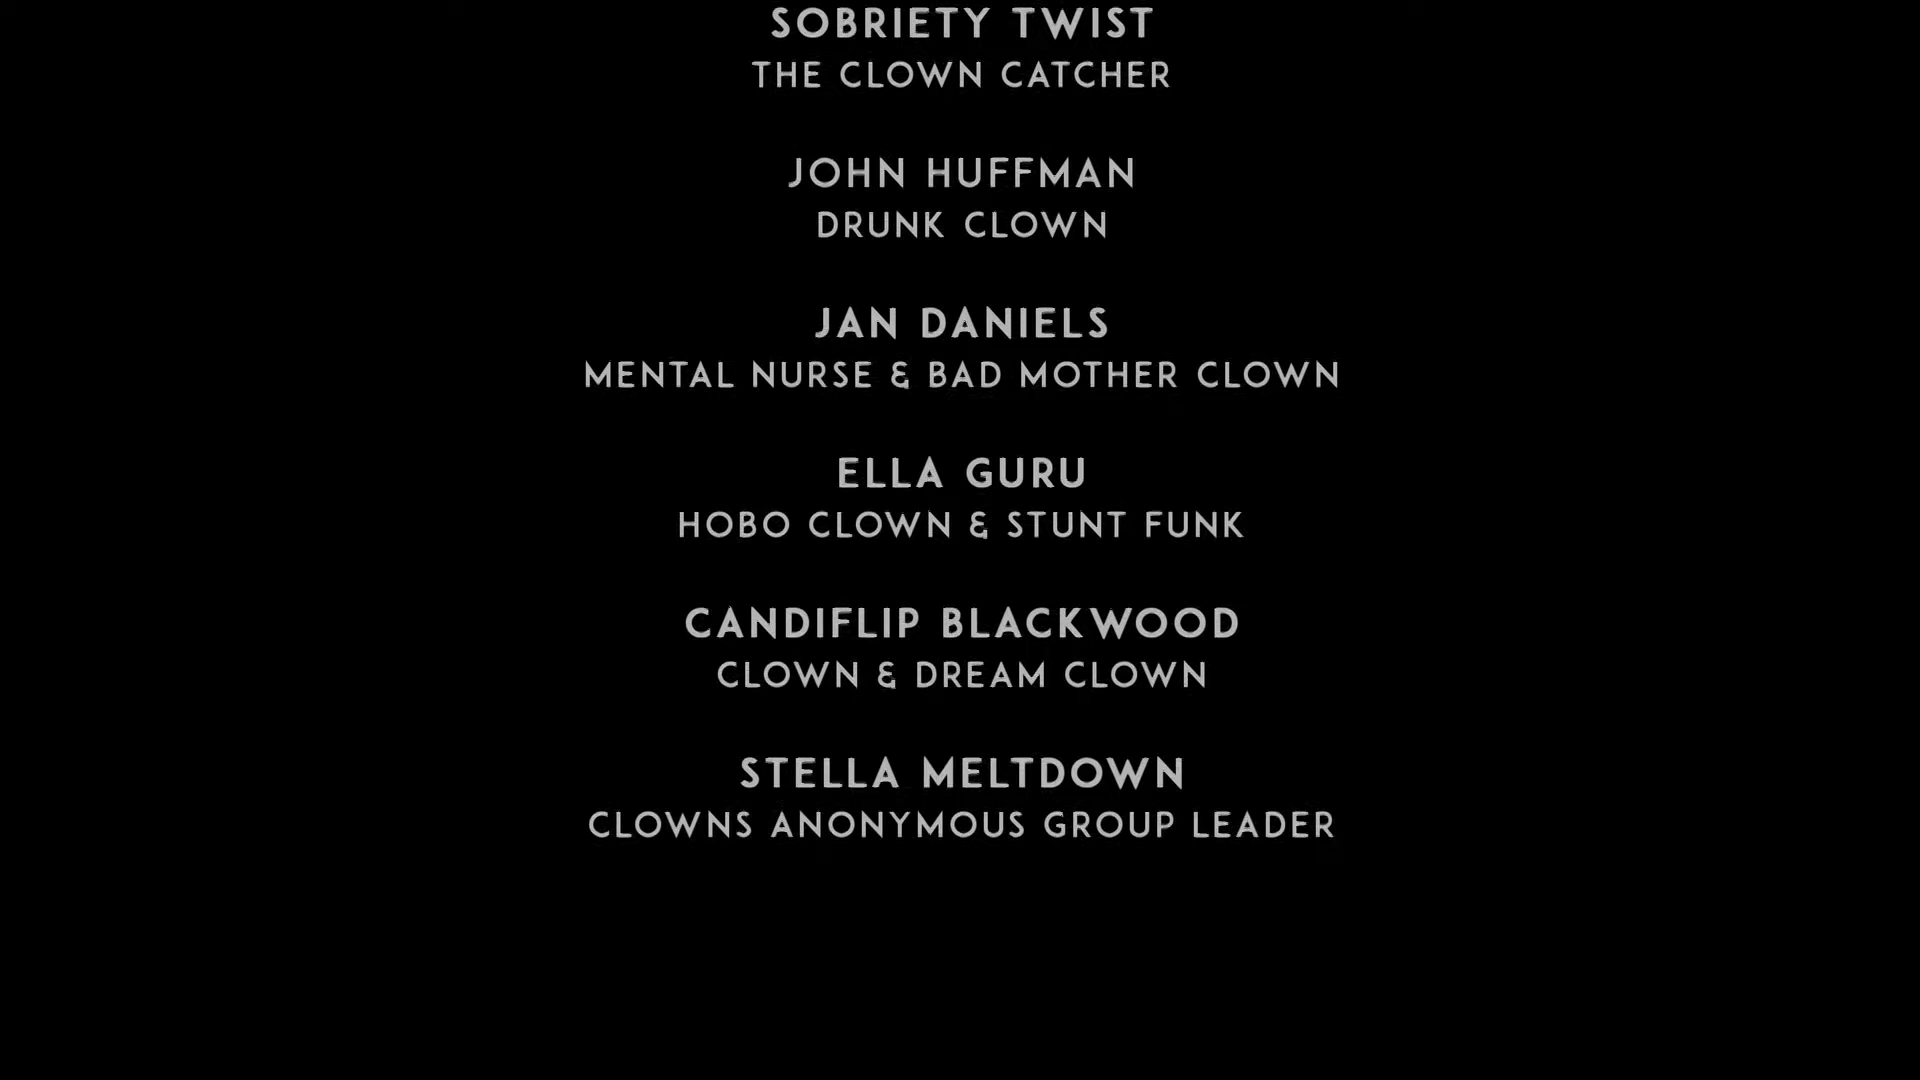 SOBRIETY TWIST
THE CLOWN CATCHER
JOHN HUFFMAN
DRUNK CLOWN
JAN DANIELS
MENTAL NURSE & BAD MOTHER CLOWN
ELLA GURU
HOBO CLOWN & STUNT FUNK
CANDIFLIP BLACKWOOD
CLOWN & DREAM CLOWN
STELLA MELTDOWN
CLOWNS ANONYMOUS GROUP LEADER